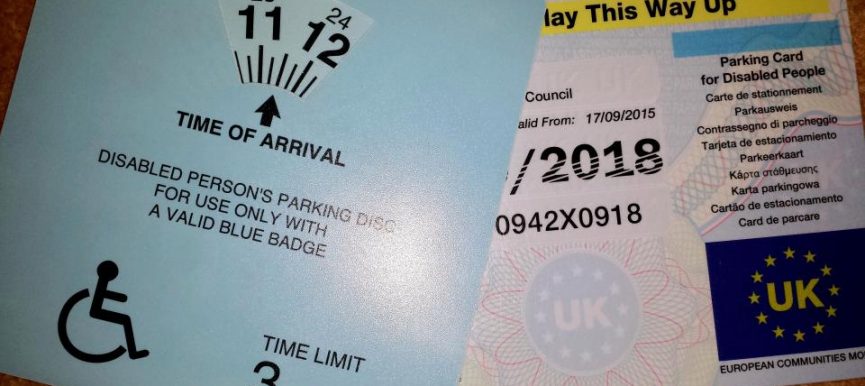 24
11 12
TIME OF ARRIVAL
DISABLED PERSON'S PARKING DISC
FOR USE ONLY WITH
A VALID BLUE BADGE
TIME LIMIT
3
lay This Way Up
Parking Card
for Disabled People
Carte de stationnement
Parkausweis
Contrassegno di parcheggio
Tarjeta de estacionamiento
Parkeerkaart
Κάρτα στάθμευσης
Karta parkingowa
Cartão de estacionamento
Card de parcare
Council
alid From: 17/09/2015
/2018
0942X0918
UK
UK
EUROPEAN COMMUNITIES MO